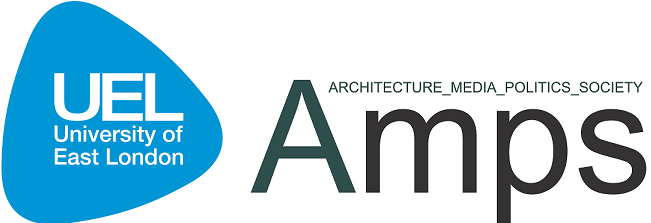 UEL
University of
East London
ARCHITECTURE_MEDIA_POLITICS_SOCIETY
Amps